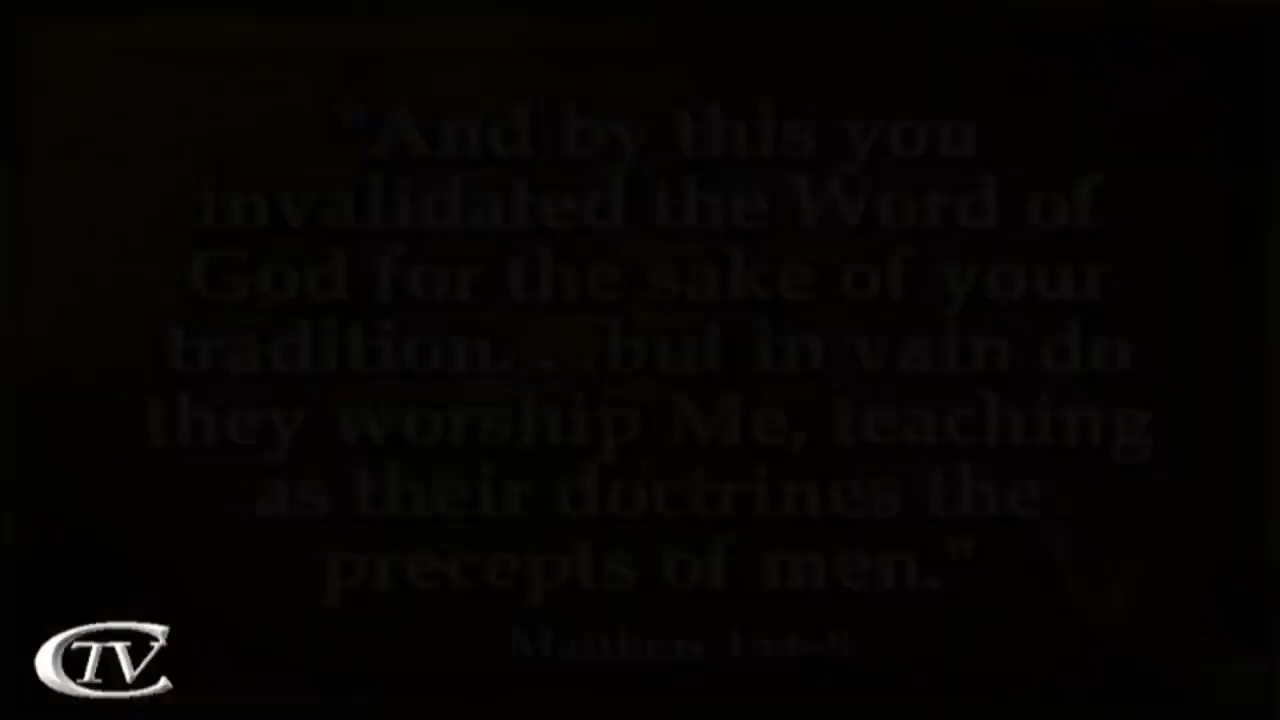 "And by this you
invalidated the Word of
God for the sake of your
tradition. . . but in vain do
they worship Me, teaching
as their doctrines the
precepts of men."
Matthew
CTV